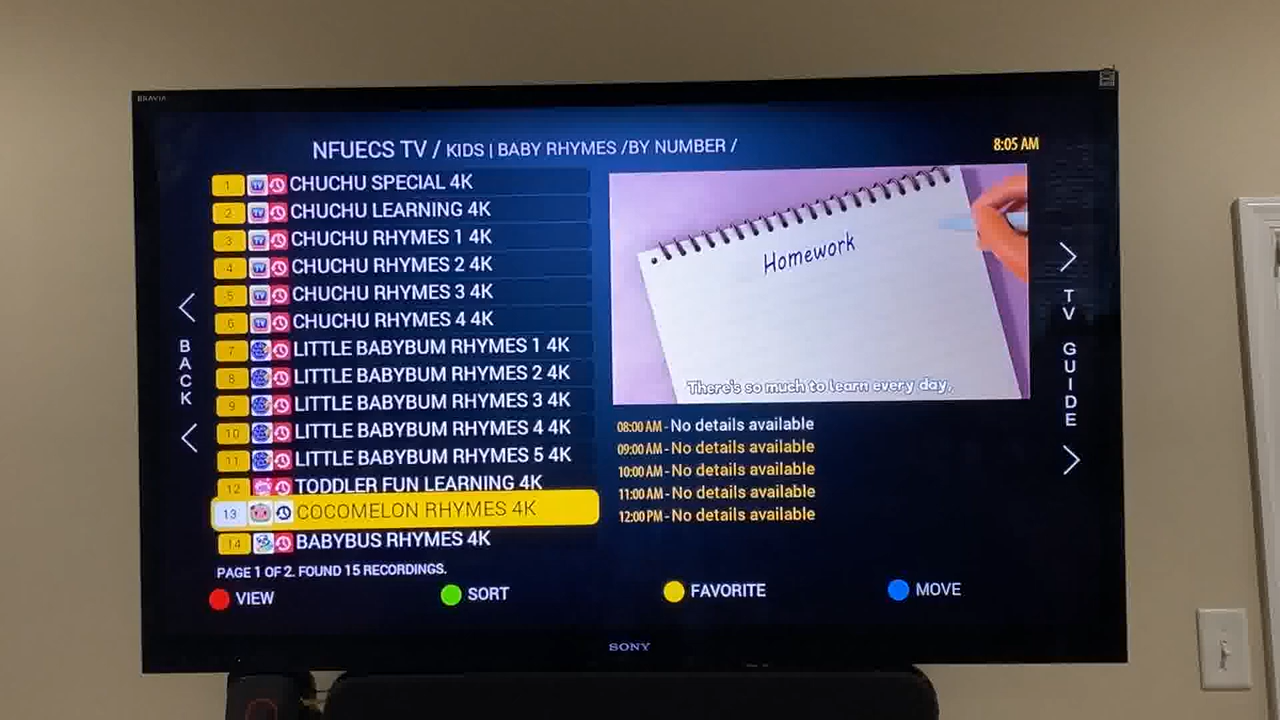 BRAVIA
NFUECS TV / KIDS | BABY RHYMES /BY NUMBER /
8:05 AM
1 TV CHUCHU SPECIAL 4K
2 TV CHUCHU LEARNING 4K
3 TV CHUCHU RHYMES 1 4K
4 TV CHUCHU RHYMES 2 4K
5 TV CHUCHU RHYMES 3 4K
6 TV CHUCHU RHYMES 4 4K
7 LITTLE BABYBUM RHYMES 1 4K
8 LITTLE BABYBUM RHYMES 2 4K
9 LITTLE BABYBUM RHYMES 3 4K
10 LITTLE BABYBUM RHYMES 4 4K
11 LITTLE BABYBUM RHYMES 5 4K
12 TODDLER FUN LEARNING 4K
13 COCOMELON RHYMES 4K
14 BABYBUS RHYMES 4K
BACK
Homework
There's so much to learn every day,
08:00 AM - No details available
09:00 AM - No details available
10:00 AM - No details available
11:00 AM - No details available
12:00 PM - No details available
TV GUIDE
PAGE 1 OF 2. FOUND 15 RECORDINGS.
VIEW
SORT
FAVORITE
MOVE
SONY